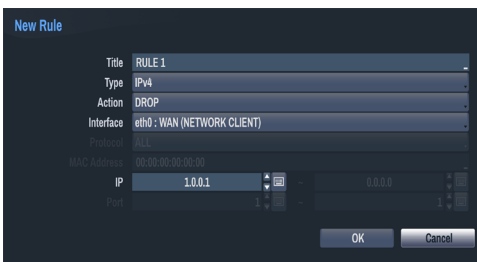 New Rule
Title RULE 1
Type IPv4
Action DROP
Interface eth0 : WAN (NETWORK CLIENT)
Protocol ALL
MAC Address 00:00:00:00:00:00
IP 1.0.0.1 - 0.0.0.0
Port 1 - 1
OK Cancel